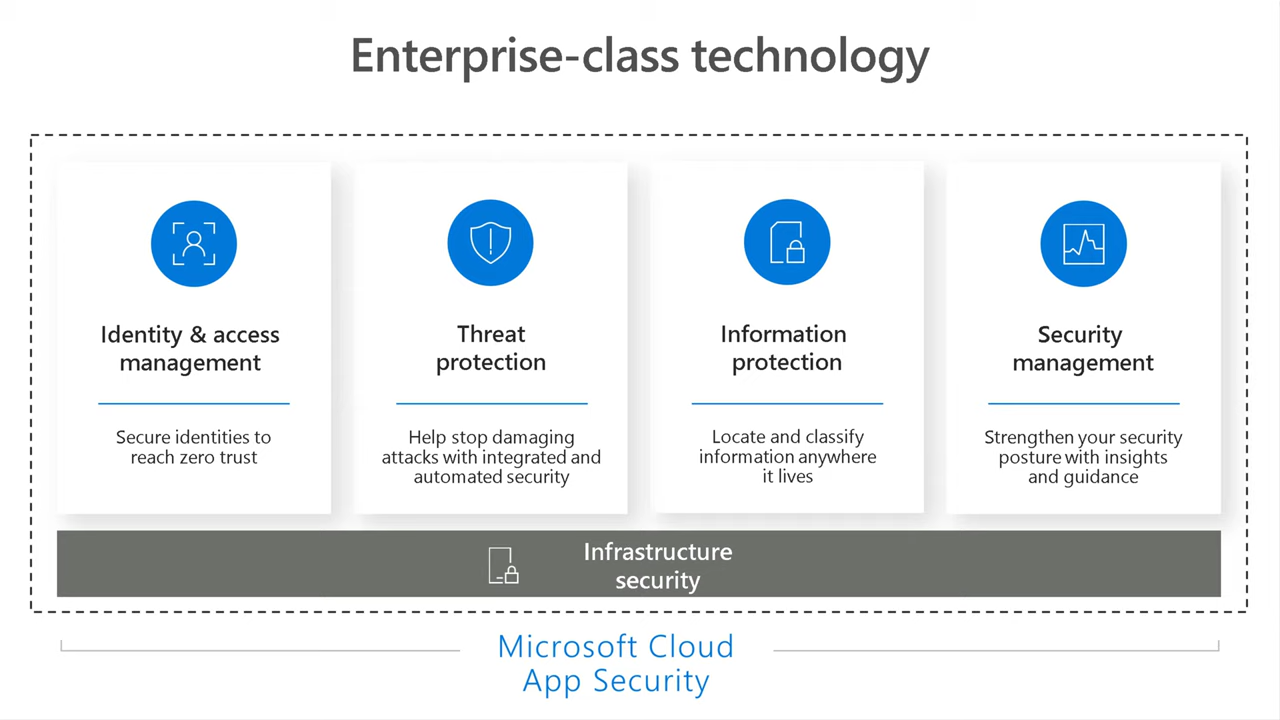 Enterprise-class technology
Identity & access
management
Secure identities to
reach zero trust
Threat
protection
Help stop damaging
attacks with integrated and
automated security
Information
protection
Locate and classify
information anywhere
it lives
Security
management
Strengthen your security
posture with insights
and guidance
Infrastructure
security
Microsoft Cloud
App Security